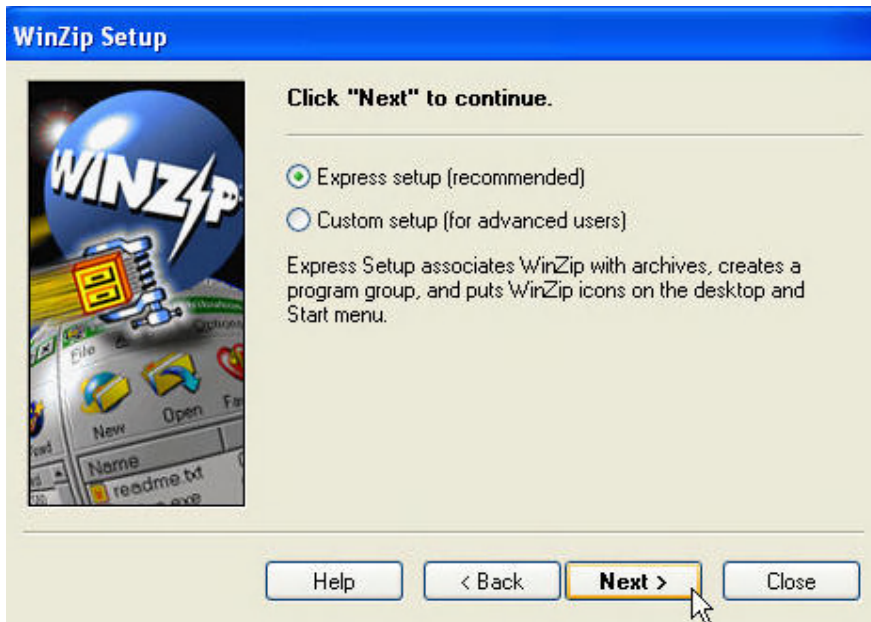 WinZip Setup
WINZIP
File
Options
New
Open
Name
readme.txt
.exe
Click "Next" to continue.
Express setup (recommended)
Custom setup (for advanced users)
Express Setup associates WinZip with archives, creates a
program group, and puts WinZip icons on the desktop and
Start menu.
Help
< Back
Next >
Close